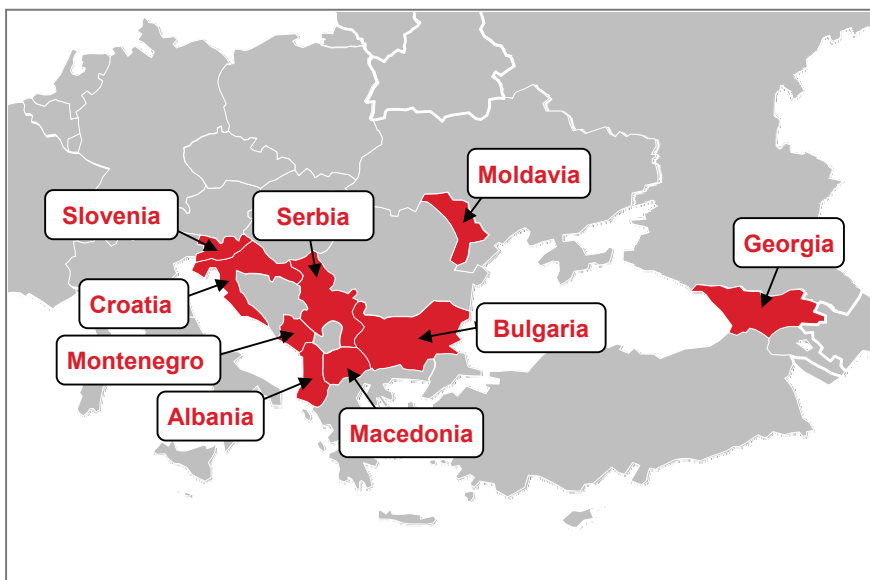 Moldavia
Slovenia
Serbia
Georgia
Croatia
Bulgaria
Montenegro
Albania
Macedonia